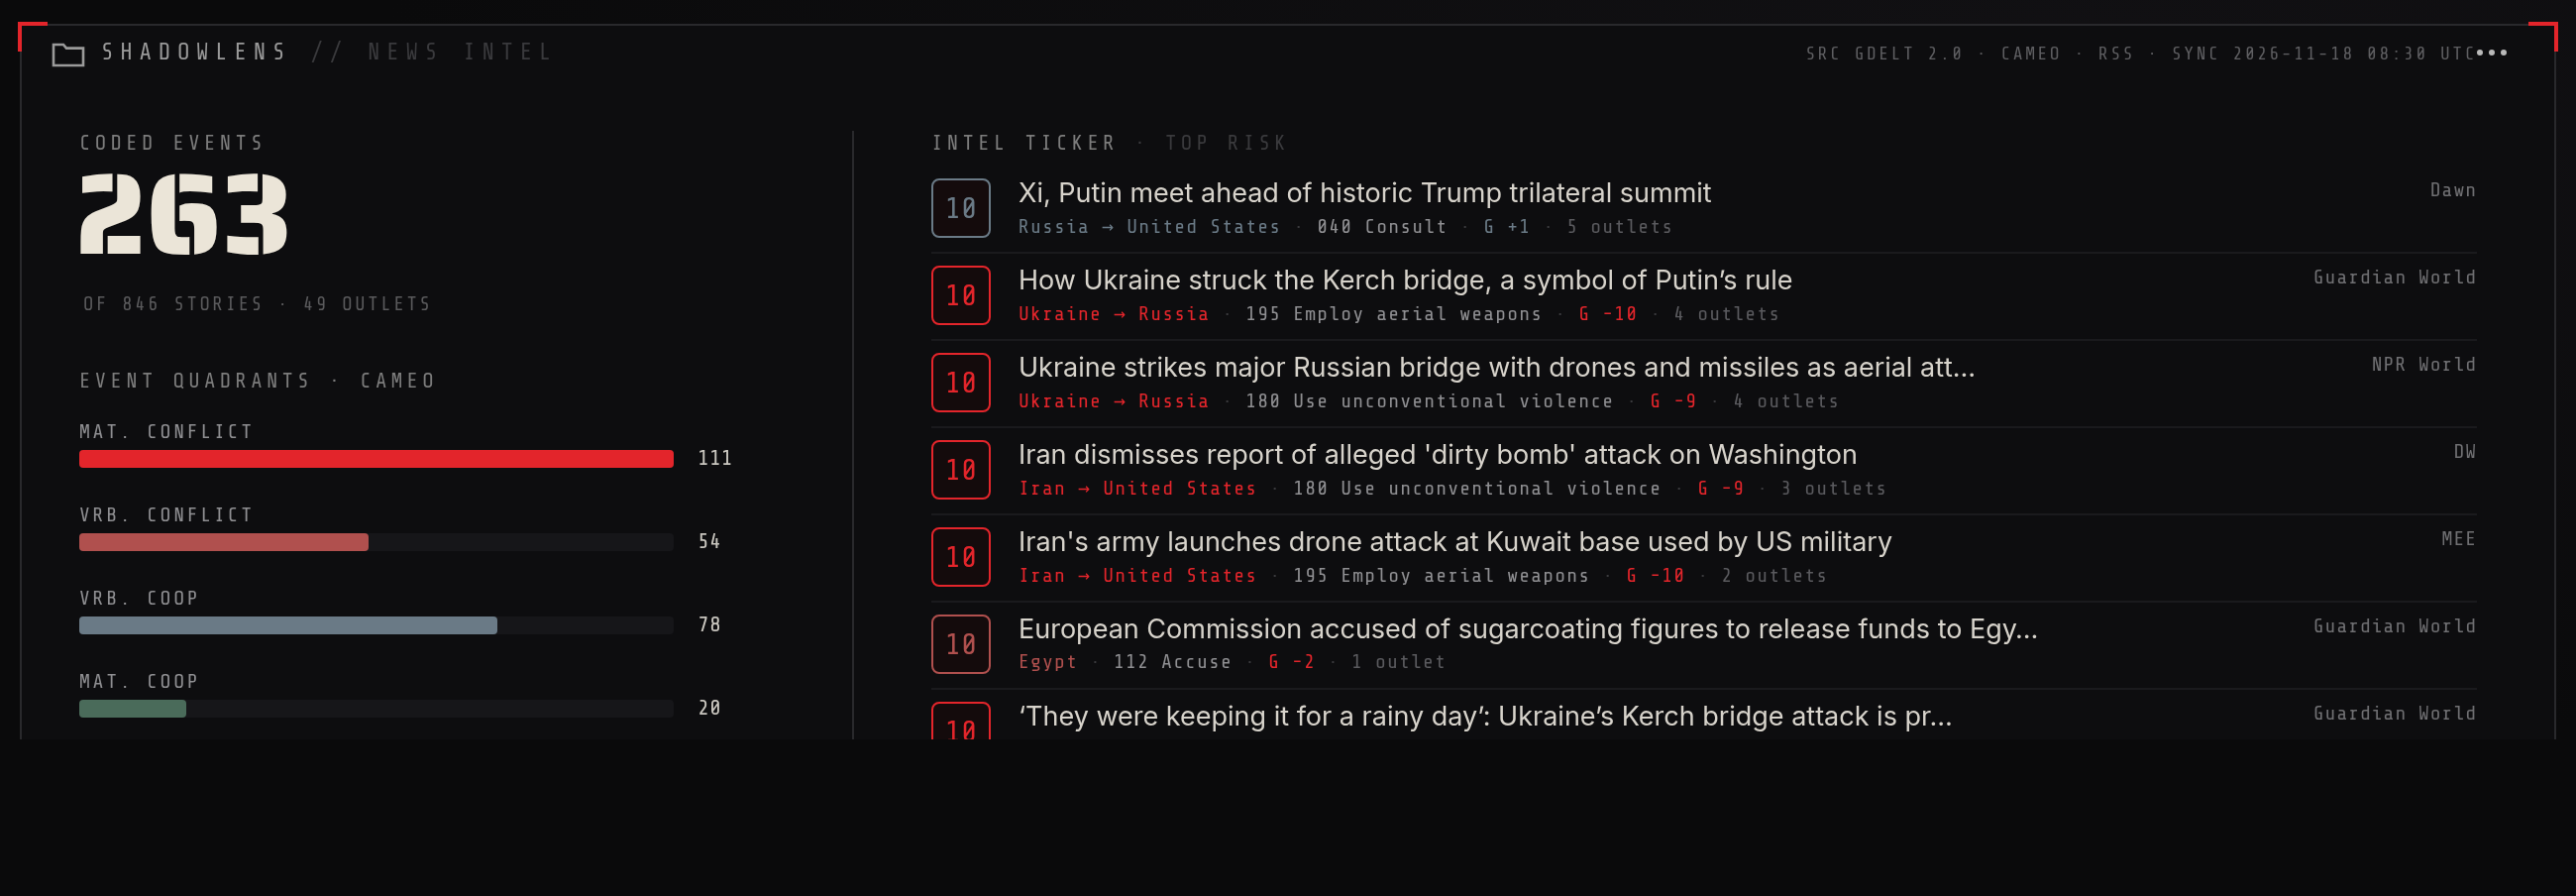 SHADOWLENS // NEWS INTEL
SRC GDELT 2.0 · CAMEO · RSS · SYNC 2026-11-18 08:30 UTC
CODED EVENTS
263
OF 846 STORIES · 49 OUTLETS
EVENT QUADRANTS · CAMEO
MAT. CONFLICT
111
VRB. CONFLICT
54
VRB. COOP
78
MAT. COOP
20
INTEL TICKER · TOP RISK
10
Xi, Putin meet ahead of historic Trump trilateral summit
Dawn
Russia → United States · 040 Consult · G +1 · 5 outlets
10
How Ukraine struck the Kerch bridge, a symbol of Putin’s rule
Guardian World
Ukraine → Russia · 195 Employ aerial weapons · G -10 · 4 outlets
10
Ukraine strikes major Russian bridge with drones and missiles as aerial att…
NPR World
Ukraine → Russia · 180 Use unconventional violence · G -9 · 4 outlets
10
Iran dismisses report of alleged 'dirty bomb' attack on Washington
DW
Iran → United States · 180 Use unconventional violence · G -9 · 3 outlets
10
Iran's army launches drone attack at Kuwait base used by US military
MEE
Iran → United States · 195 Employ aerial weapons · G -10 · 2 outlets
10
European Commission accused of sugarcoating figures to release funds to Egy…
Guardian World
Egypt · 112 Accuse · G -2 · 1 outlet
10
‘They were keeping it for a rainy day’: Ukraine’s Kerch bridge attack is pr…
Guardian World